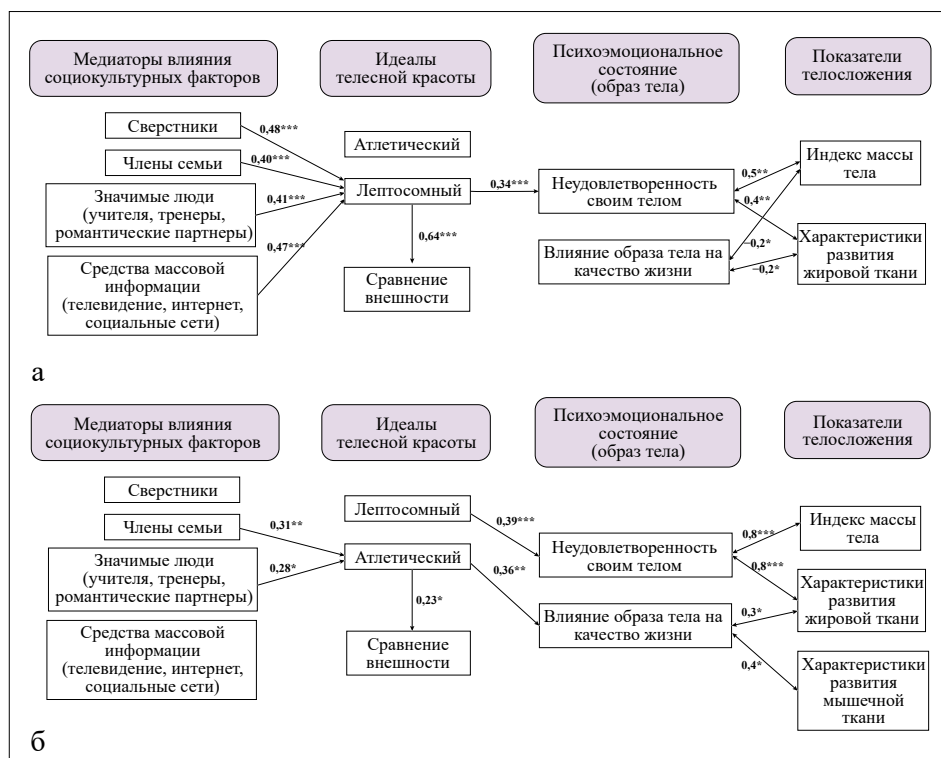 Медиаторы влияния
социокультурных факторов
Идеалы
телесной красоты
Психоэмоциональное
состояние
(образ тела)
Показатели
телосложения
Сверстники
Члены семьи
Значимые люди
(учителя, тренеры,
романтические партнеры)
Средства массовой
информации
(телевидение, интернет,
социальные сети)
0,48***
0,40***
0,41***
0,47***
Атлетический
Лептосомный
0,64***
Сравнение
внешности
0,34***
Неудовлетворенность
своим телом
Влияние образа тела на
качество жизни
0,5**
0,4**
–0,2*
–0,2*
Индекс массы
тела
Характеристики
развития
жировой ткани
а
Медиаторы влияния
социокультурных факторов
Идеалы
телесной красоты
Психоэмоциональное
состояние
(образ тела)
Показатели
телосложения
Сверстники
Члены семьи
Значимые люди
(учителя, тренеры,
романтические партнеры)
Средства массовой
информации
(телевидение, интернет,
социальные сети)
0,31**
0,28*
Лептосомный
Атлетический
0,23*
Сравнение
внешности
0,39***
0,36**
Неудовлетворенность
своим телом
Влияние образа тела на
качество жизни
0,8***
0,8***
0,3*
0,4*
Индекс массы
тела
Характеристики
развития
жировой ткани
Характеристики
развития
мышечной
ткани
б